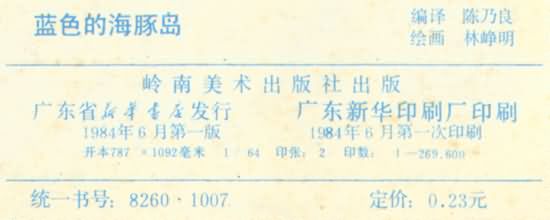 蓝色的海豚岛
编译 陈乃良
绘画 林峥明
岭南美术出版社出版
广东省新华书店发行 广东新华印刷厂印刷
1984年6月第一版 1984年6月第一次印刷
开本787×1092毫米 1/64 印张:2 印数:1—269,600
统一书号:8260·1007 定价:0.23元